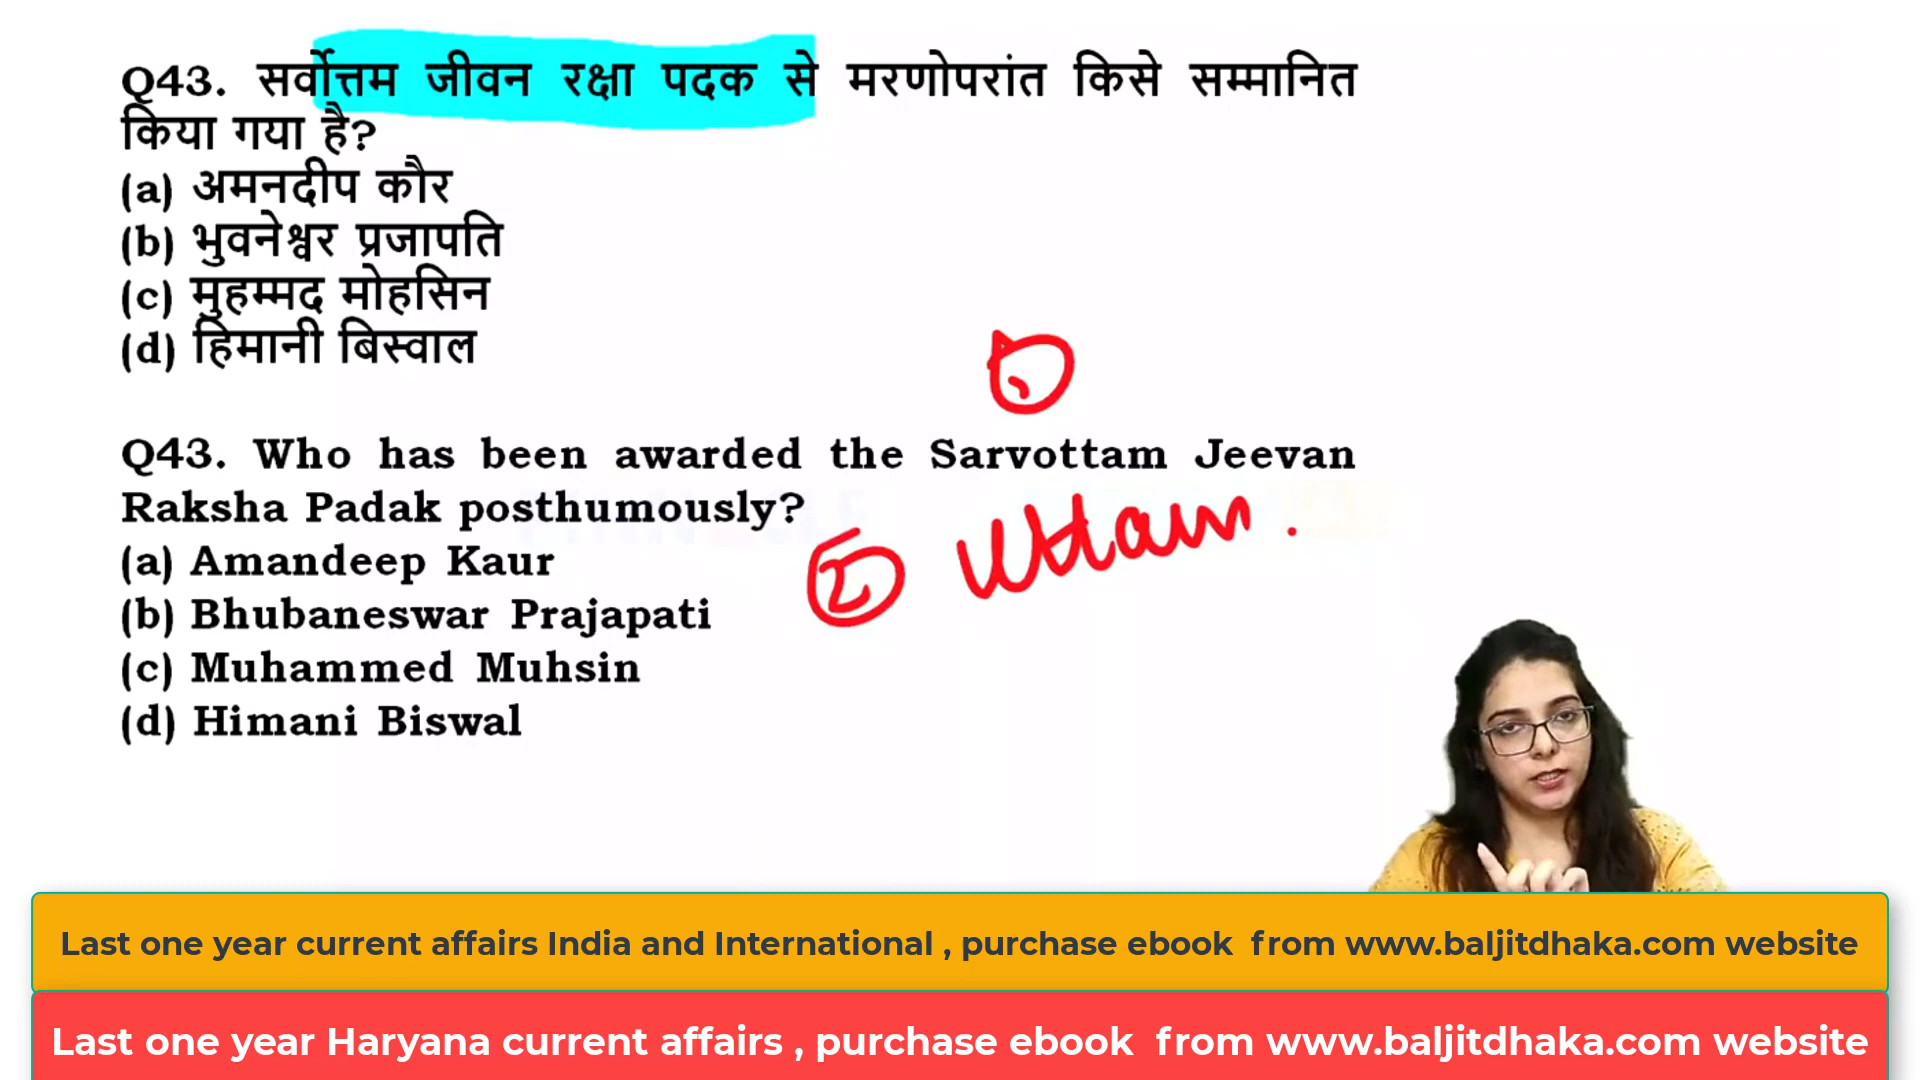 Q43. सर्वोत्तम जीवन रक्षा पदक से मरणोपरांत किसे सम्मानित
किया गया है?
(a) अमनदीप कौर
(b) भुवनेश्वर प्रजापति
(c) मुहम्मद मोहसिन
(d) हिमानी बिस्वाल
Q43. Who has been awarded the Sarvottam Jeevan
Raksha Padak posthumously?
(a) Amandeep Kaur
(b) Bhubaneswar Prajapati
(c) Muhammed Muhsin
(d) Himani Biswal
2 Uttam .
Last one year current affairs India and International , purchase ebook from www.baljitdhaka.com website
Last one year Haryana current affairs , purchase ebook from www.baljitdhaka.com website